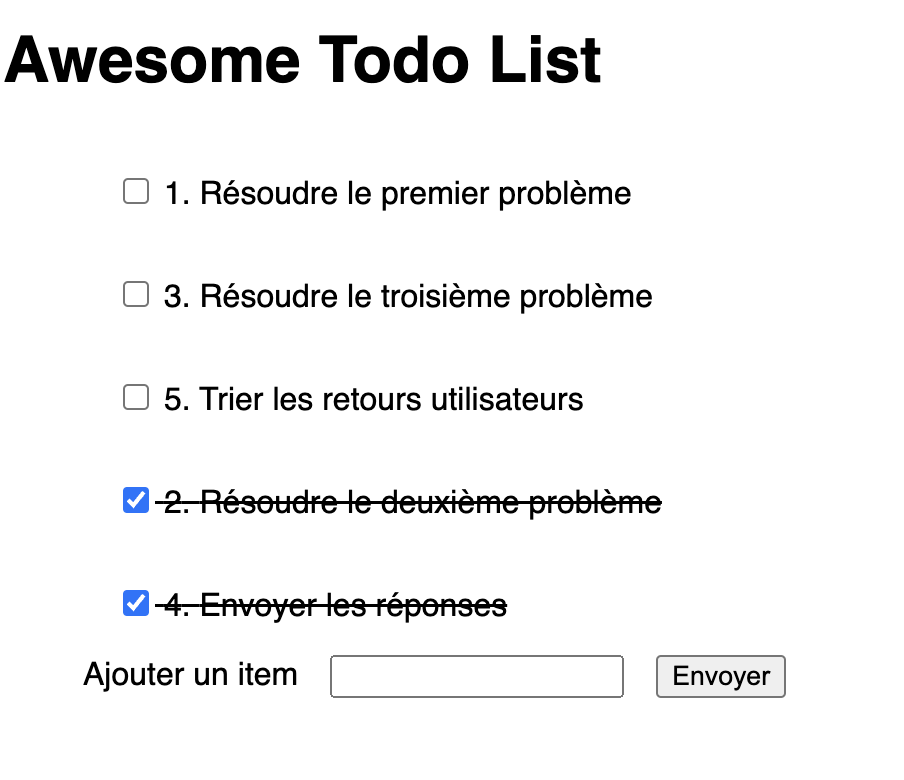 Awesome Todo List
1. Résoudre le premier problème
3. Résoudre le troisième problème
5. Trier les retours utilisateurs
2. Résoudre le deuxième problème
4. Envoyer les réponses
Ajouter un item Envoyer